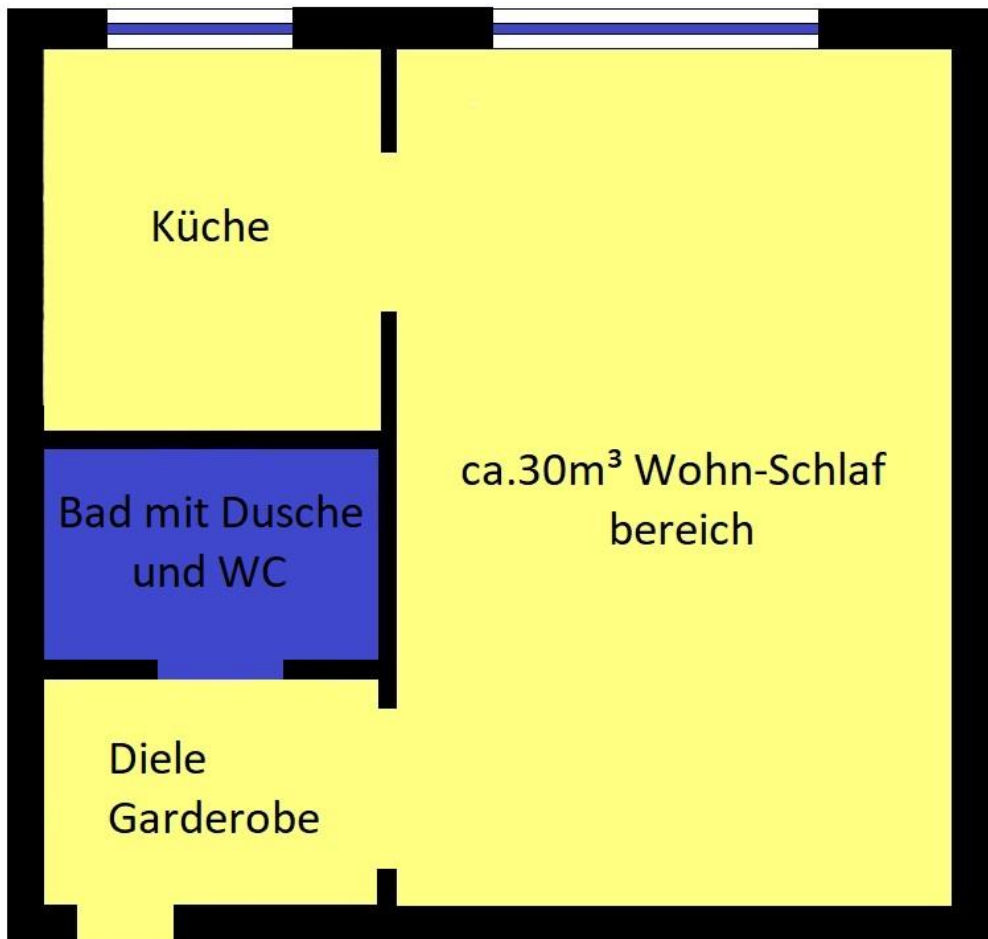 Küche
ca.30m³ Wohn-Schlaf
bereich
Bad mit Dusche
und WC
Diele
Garderobe